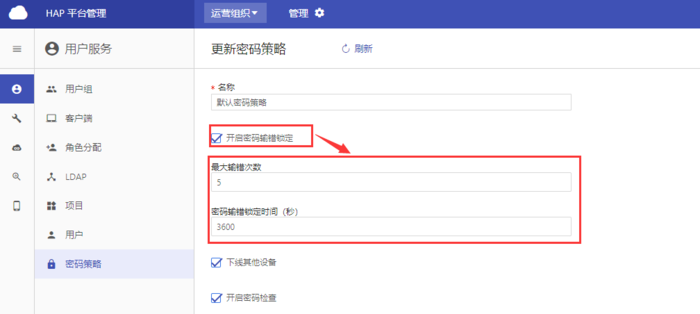 HAP 平台管理
运营组织
管理
用户服务
更新密码策略
刷新
用户组
客户端
角色分配
LDAP
项目
用户
密码策略
* 名称
默认密码策略
开启密码输错锁定
最大输错次数
5
密码输错锁定时间（秒）
3600
下线其他设备
开启密码检查